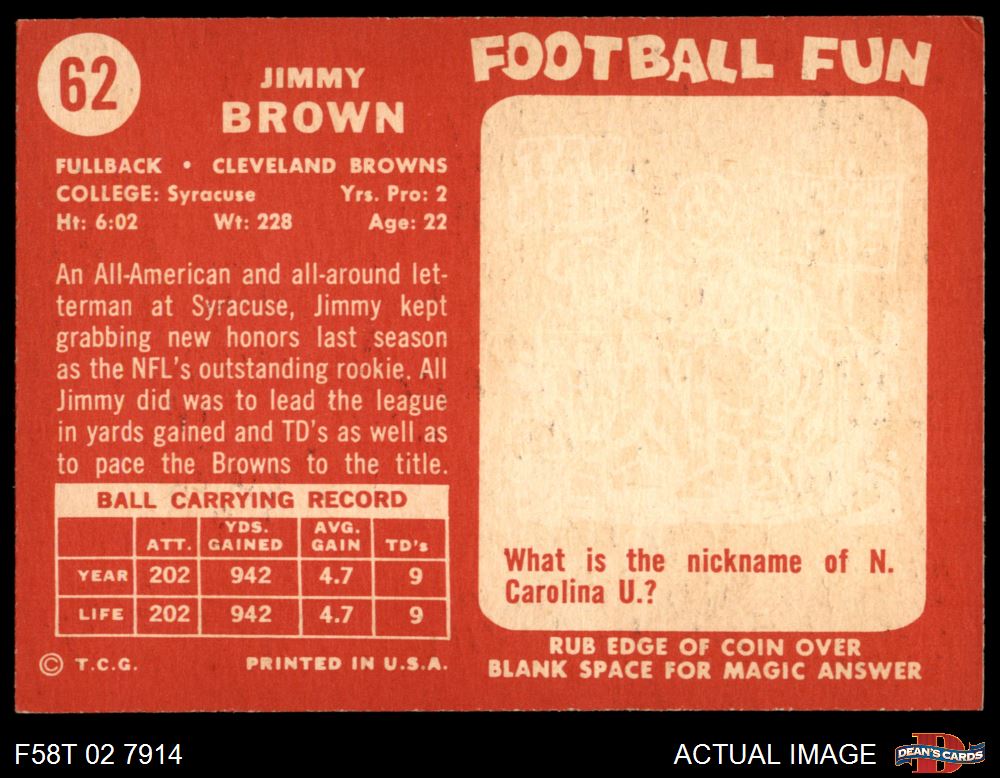 62
JIMMY
BROWN
FULLBACK • CLEVELAND BROWNS
COLLEGE: Syracuse Yrs. Pro: 2
Ht: 6:02 Wt: 228 Age: 22
An All-American and all-around let-
terman at Syracuse, Jimmy kept
grabbing new honors last season
as the NFL's outstanding rookie. All
Jimmy did was to lead the league
in yards gained and TD's as well as
to pace the Browns to the title.
BALL CARRYING RECORD
ATT. YDS. GAINED AVG. GAIN TD's
YEAR 202 942 4.7 9
LIFE 202 942 4.7 9
© T.C.G. PRINTED IN U.S.A.
FOOTBALL FUN
What is the nickname of N.
Carolina U.?
RUB EDGE OF COIN OVER
BLANK SPACE FOR MAGIC ANSWER
F58T 02 7914 ACTUAL IMAGE
D
DEAN'S CARDS